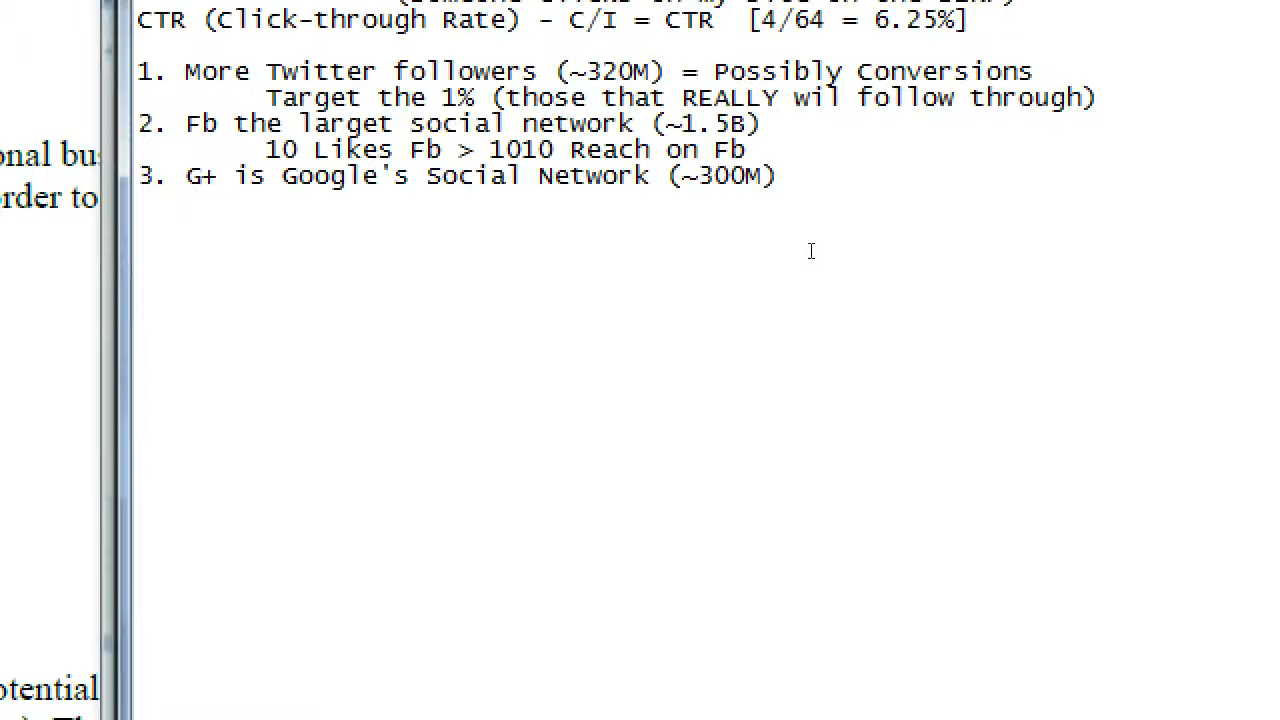 CTR (Click-through Rate) - C/I = CTR [4/64 = 6.25%]
1. More Twitter followers (~320M) = Possibly Conversions
Target the 1% (those that REALLY wil follow through)
2. Fb the larget social network (~1.5B)
10 Likes Fb > 1010 Reach on Fb
3. G+ is Google's Social Network (~300M)
onal bus
rder to
otential